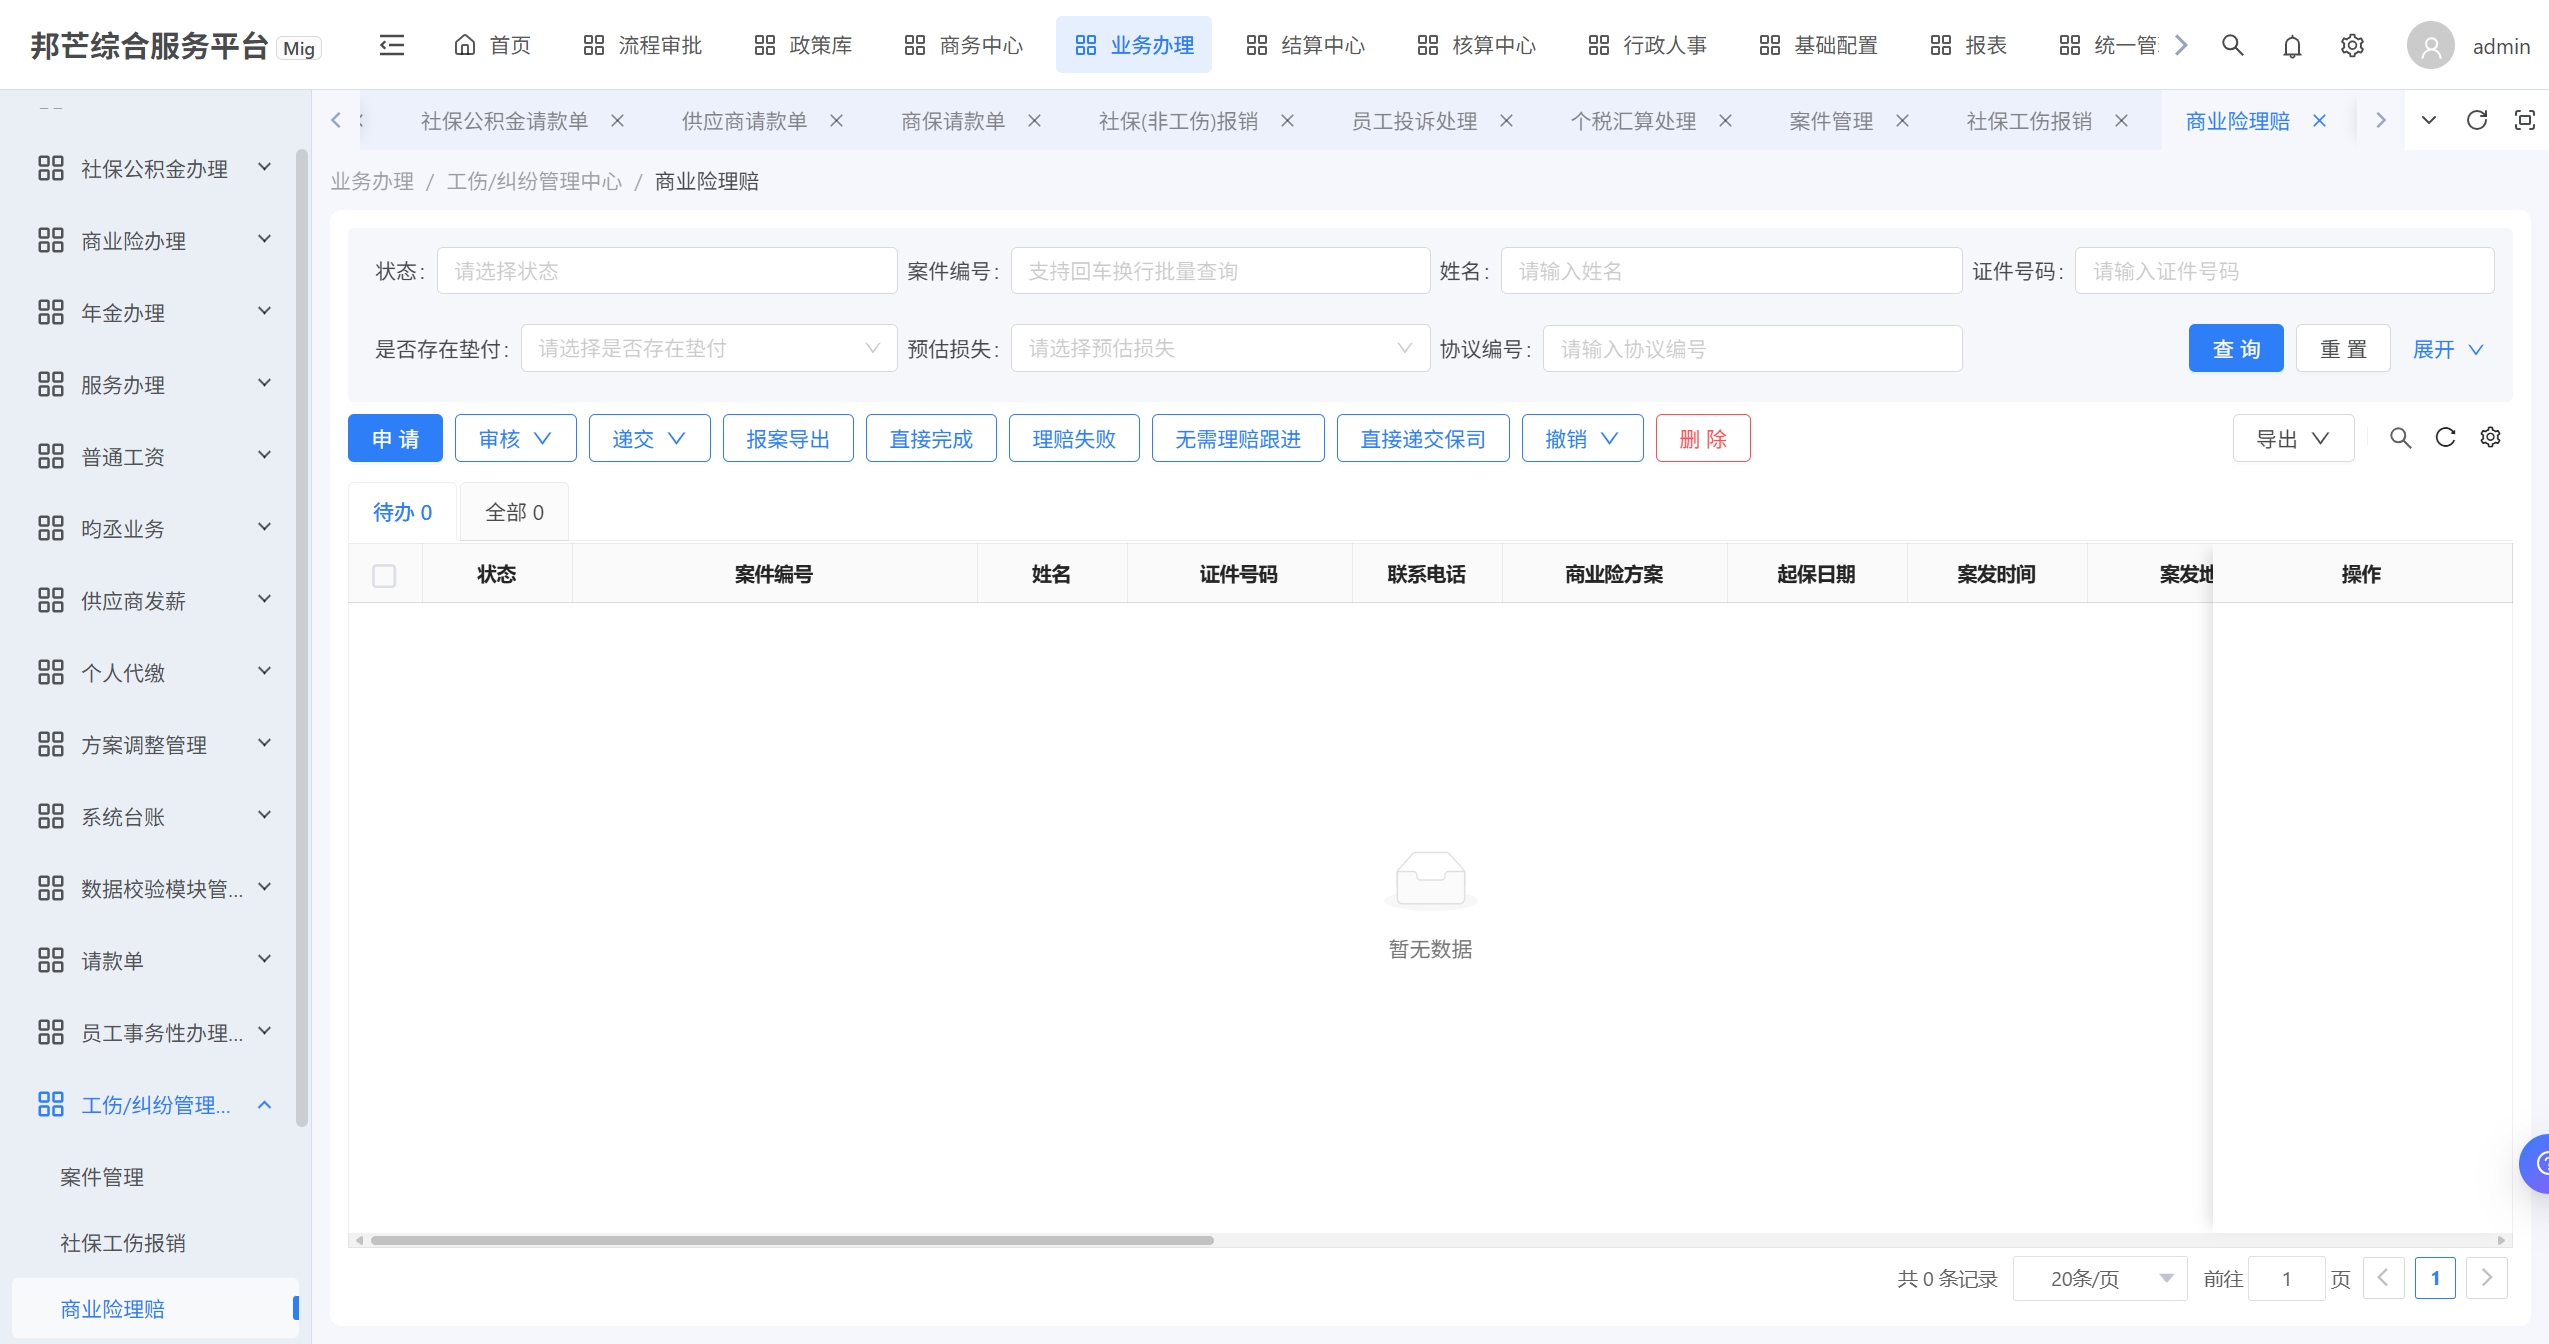 邦芒综合服务平台 Mig 首页 流程审批 政策库 商务中心 业务办理 结算中心 核算中心 行政人事 基础配置 报表 统一管 admin
社保公积金请款单 供应商请款单 商保请款单 社保(非工伤)报销 员工投诉处理 个税汇算处理 案件管理 社保工伤报销 商业险理赔
业务办理 / 工伤/纠纷管理中心 / 商业险理赔
社保公积金办理
商业险办理
年金办理
服务办理
普通工资
昀丞业务
供应商发薪
个人代缴
方案调整管理
系统台账
数据校验模块管...
请款单
员工事务性办理...
工伤/纠纷管理...
案件管理
社保工伤报销
商业险理赔
状态: 请选择状态 案件编号: 支持回车换行批量查询 姓名: 请输入姓名 证件号码: 请输入证件号码
是否存在垫付: 请选择是否存在垫付 预估损失: 请选择预估损失 协议编号: 请输入协议编号 查 询 重 置 展开
申 请 审核 递交 报案导出 直接完成 理赔失败 无需理赔跟进 直接递交保司 撤销 删 除 导出
待办 0 全部 0
状态 案件编号 姓名 证件号码 联系电话 商业险方案 起保日期 案发时间 案发地 操作
暂无数据
共 0 条记录 20条/页 前往 1 页 1